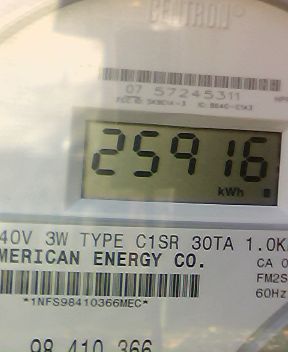 CENTRON®
07 57245311
25916
kWh
40V 3W TYPE C1SR 30TA 1.0K
MERICAN ENERGY CO.
CA 0
FM2S
60Hz
*1NFS98410366MEC*
98 410 366